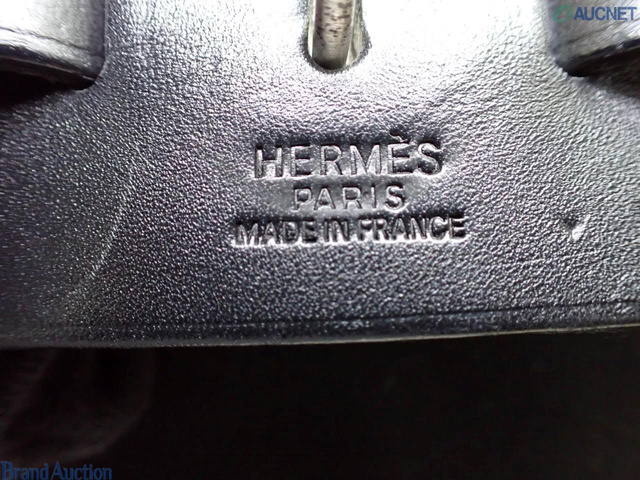 AUCNET
HERMÈS
PARIS
MADE IN FRANCE
Brand Auction